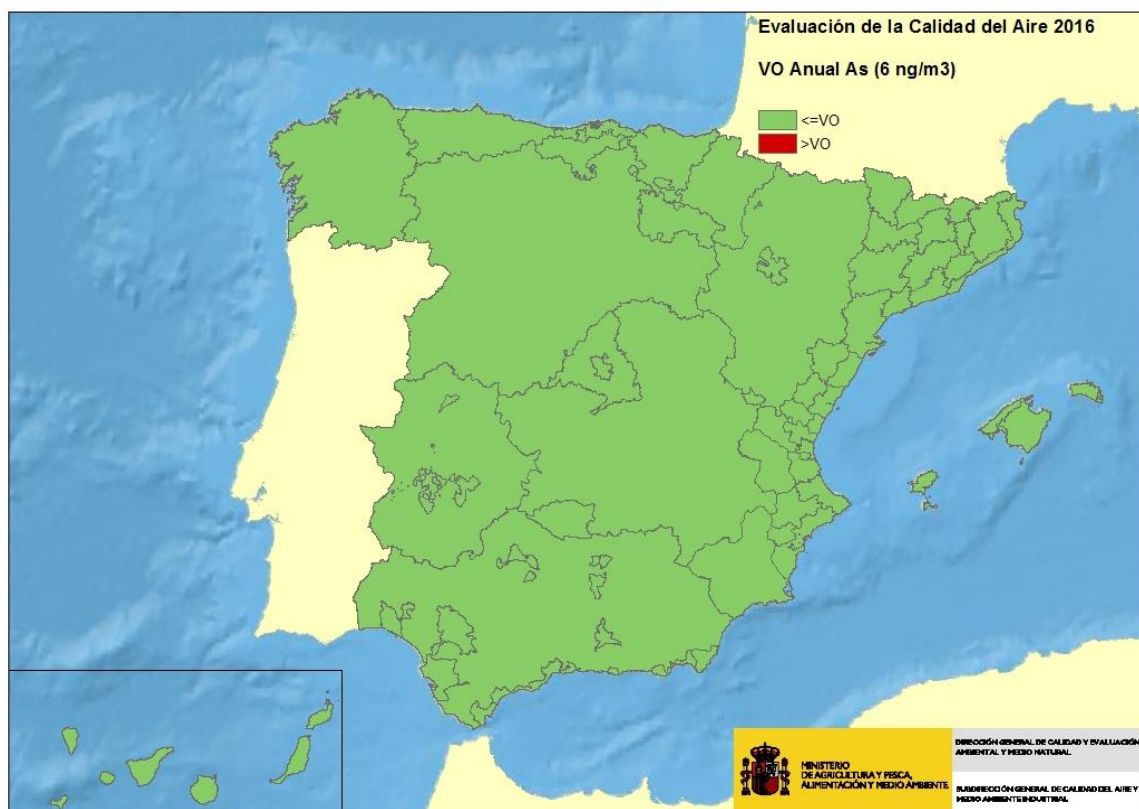 Evaluación de la Calidad del Aire 2016
VO Anual As (6 ng/m3)
<=VO
>VO
MINISTERIO
DE AGRICULTURA Y PESCA,
ALIMENTACIÓN Y MEDIO AMBIENTE
DIRECCIÓN GENERAL DE CALIDAD Y EVALUACIÓN
AMBIENTAL Y MEDIO NATURAL
SUBDIRECCIÓN GENERAL DE CALIDAD DEL AIRE Y
MEDIO AMBIENTE INDUSTRIAL